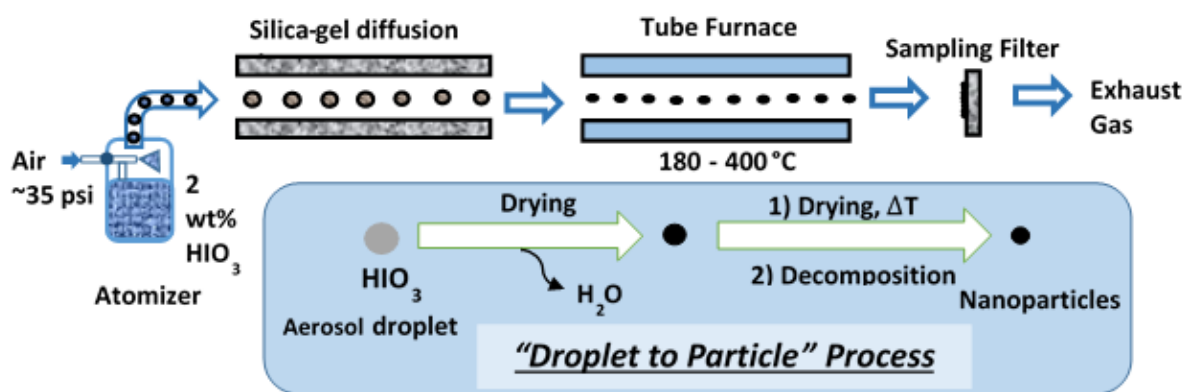 Silica-gel diffusion
Tube Furnace
Sampling Filter
Exhaust
Gas
Air
~35 psi
2
wt%
HIO3
Atomizer
180 - 400 °C
Drying
1) Drying, ΔT
2) Decomposition
HIO3
Aerosol droplet
H2O
Nanoparticles
“Droplet to Particle” Process